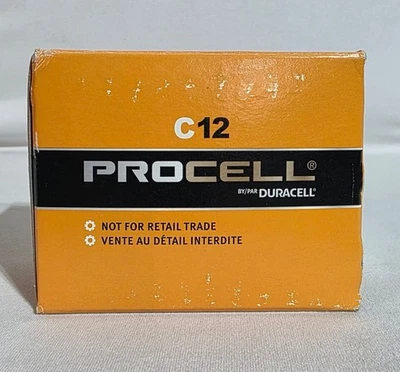 C12
PROCELL®
BY/PAR DURACELL®
NOT FOR RETAIL TRADE
VENTE AU DÉTAIL INTERDITE